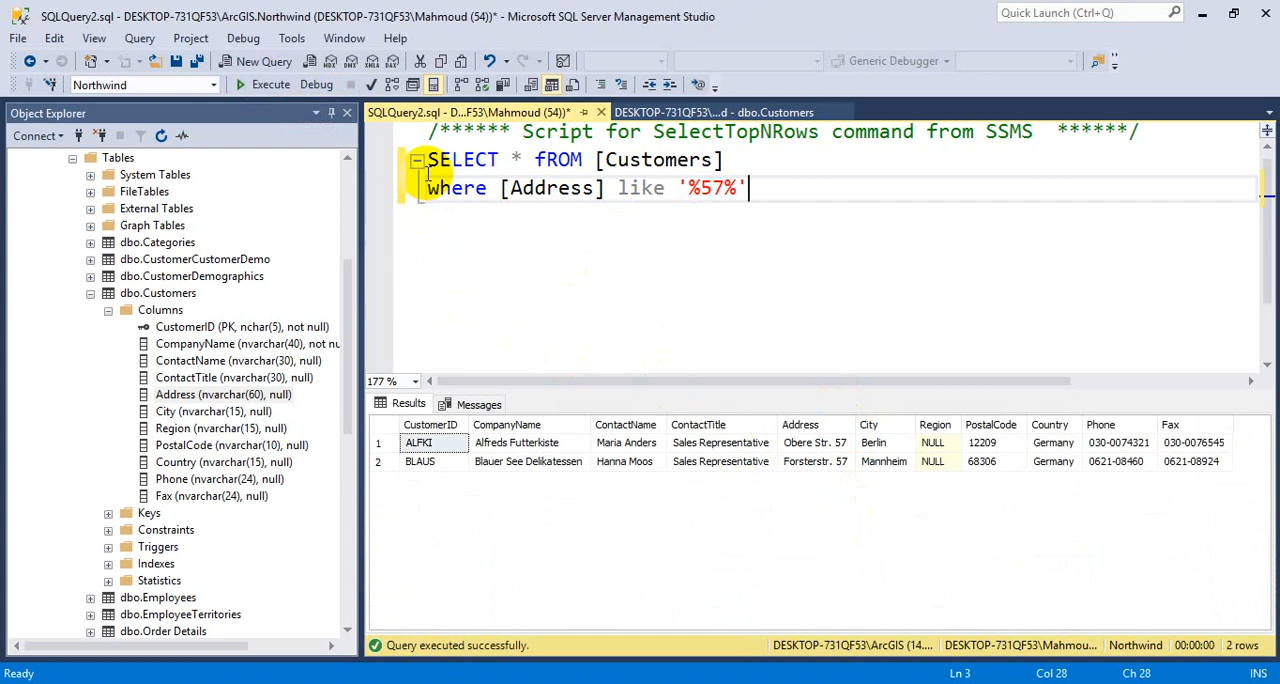 SQLQuery2.sql - DESKTOP-731QF53\ArcGIS.Northwind (DESKTOP-731QF53\Mahmoud (54))* - Microsoft SQL Server Management Studio
Quick Launch (Ctrl+Q)
File Edit View Query Project Debug Tools Window Help
New Query
MDX DMX XMLA DAX
Generic Debugger
Northwind
Execute Debug
Object Explorer
SQLQuery2.sql - D...F53\Mahmoud (54))*
DESKTOP-731QF53\...d - dbo.Customers
Connect
Tables
System Tables
FileTables
External Tables
Graph Tables
dbo.Categories
dbo.CustomerCustomerDemo
dbo.CustomerDemographics
dbo.Customers
Columns
CustomerID (PK, nchar(5), not null)
CompanyName (nvarchar(40), not nu
ContactName (nvarchar(30), null)
ContactTitle (nvarchar(30), null)
Address (nvarchar(60), null)
City (nvarchar(15), null)
Region (nvarchar(15), null)
PostalCode (nvarchar(10), null)
Country (nvarchar(15), null)
Phone (nvarchar(24), null)
Fax (nvarchar(24), null)
Keys
Constraints
Triggers
Indexes
Statistics
dbo.Employees
dbo.EmployeeTerritories
dbo.Order Details
/****** Script for SelectTopNRows command from SSMS ******/
SELECT * fROM [Customers]
where [Address] like '%57%'
177 %
Results Messages
CustomerID CompanyName ContactName ContactTitle Address City Region PostalCode Country Phone Fax
1 ALFKI Alfreds Futterkiste Maria Anders Sales Representative Obere Str. 57 Berlin NULL 12209 Germany 030-0074321 030-0076545
2 BLAUS Blauer See Delikatessen Hanna Moos Sales Representative Forsterstr. 57 Mannheim NULL 68306 Germany 0621-08460 0621-08924
Query executed successfully.
DESKTOP-731QF53\ArcGIS (14.... DESKTOP-731QF53\Mahmou... Northwind 00:00:00 2 rows
Ready
Ln 3 Col 28 Ch 28 INS